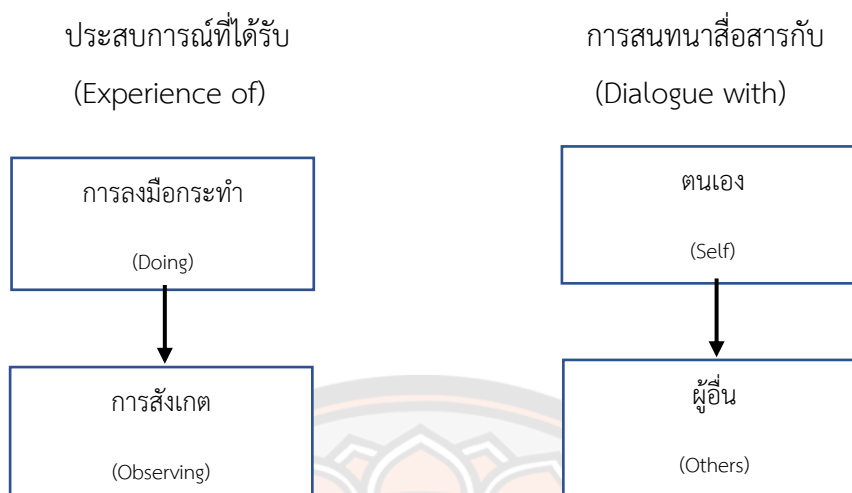 ประสบการณ์ที่ได้รับ
(Experience of)
การลงมือกระทำ
(Doing)
การสังเกต
(Observing)
การสนทนาสื่อสารกับ
(Dialogue with)
ตนเอง
(Self)
ผู้อื่น
(Others)